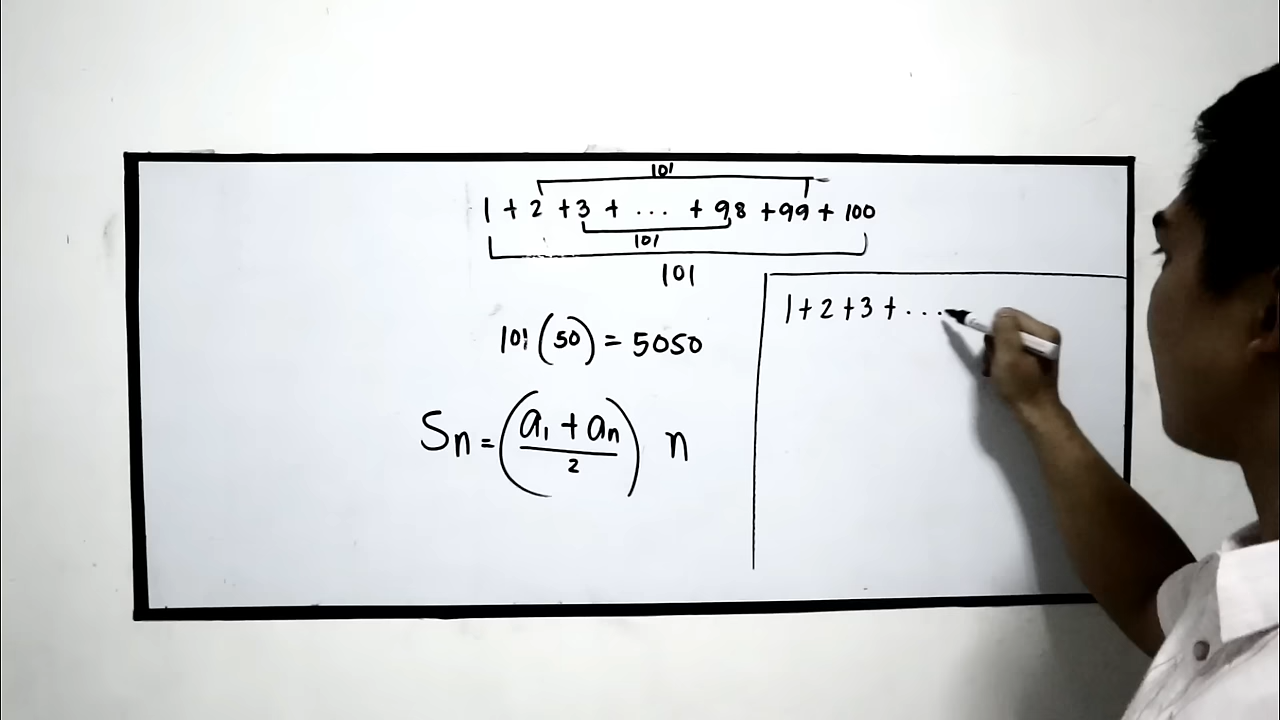 101
1 + 2 + 3 + ... + 98 + 99 + 100
101
101
1 + 2 + 3 + ...
101 (50) = 5050
Sn = (a1 + an / 2) n